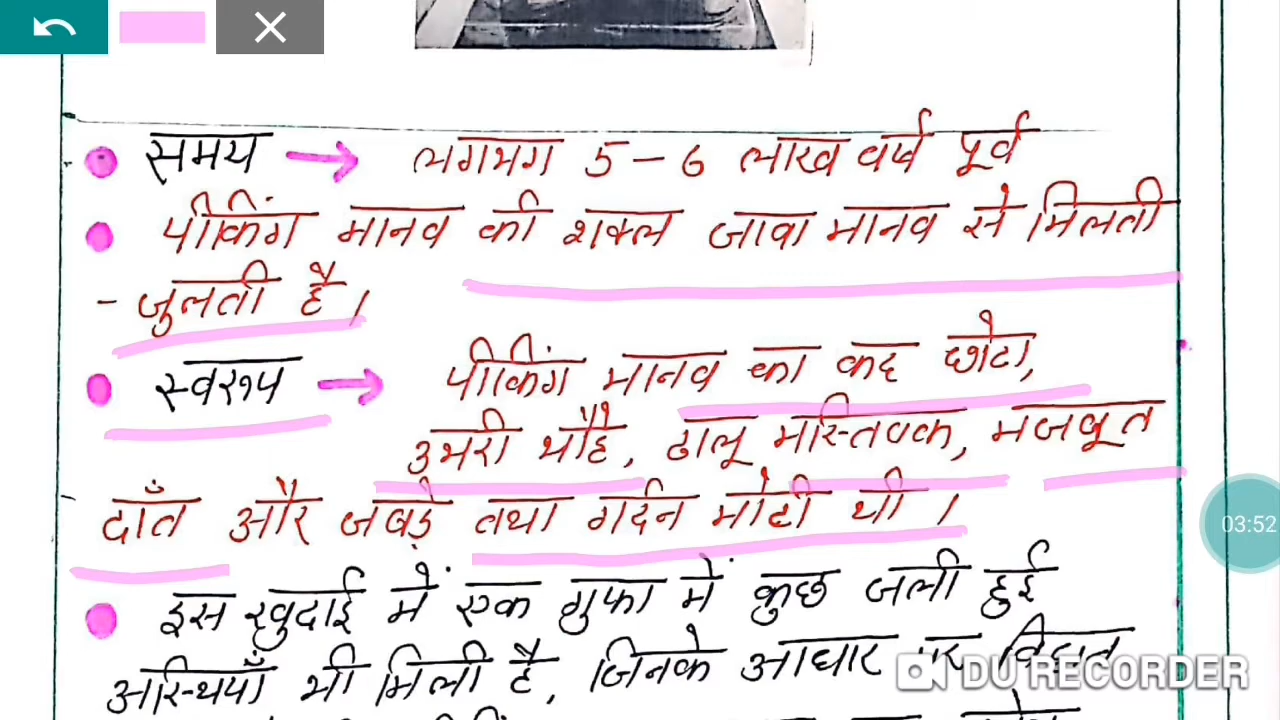 समय → लगभग 5-6 लाख वर्ष पूर्व
पीकिंग मानव की शक्ल जावा मानव से मिलती
- जुलती है।
स्वरूप → पीकिंग मानव का कद छोटा,
उभरी भौंहे, ढालू मस्तिष्क, मजबूत
दाँत और जबड़े तथा गर्दन मोटी थी।
03:52
इस खुदाई में एक गुफा में कुछ जली हुई
अस्थियाँ भी मिली है, जिनके आधार पर विद्वान
DU RECORDER